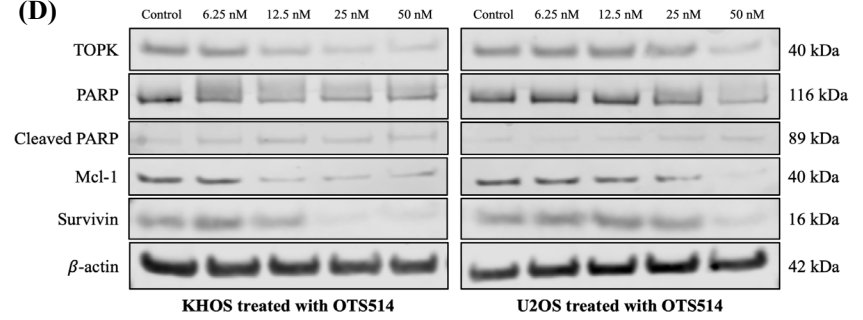 (D)
Control 6.25 nM 12.5 nM 25 nM 50 nM Control 6.25 nM 12.5 nM 25 nM 50 nM
TOPK 40 kDa
PARP 116 kDa
Cleaved PARP 89 kDa
Mcl-1 40 kDa
Survivin 16 kDa
β-actin 42 kDa
KHOS treated with OTS514 U2OS treated with OTS514